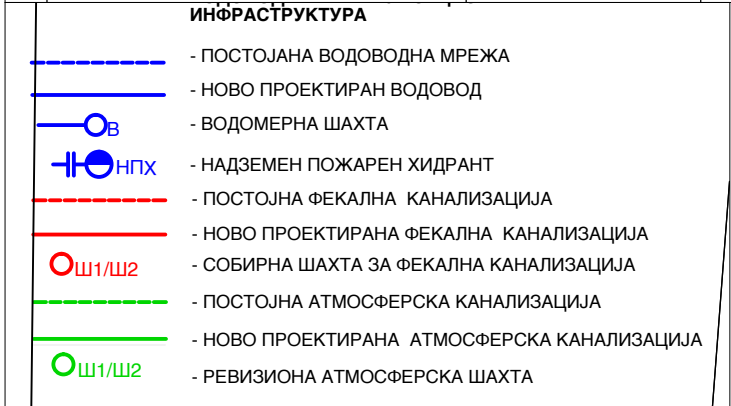 ИНФРАСТРУКТУРА
- ПОСТОЈАНА ВОДОВОДНА МРЕЖА
- НОВО ПРОЕКТИРАН ВОДОВОД
В - ВОДОМЕРНА ШАХТА
НПХ - НАДЗЕМЕН ПОЖАРЕН ХИДРАНТ
- ПОСТОЈНА ФЕКАЛНА КАНАЛИЗАЦИЈА
- НОВО ПРОЕКТИРАНА ФЕКАЛНА КАНАЛИЗАЦИЈА
Ш1/Ш2 - СОБИРНА ШАХТА ЗА ФЕКАЛНА КАНАЛИЗАЦИЈА
- ПОСТОЈНА АТМОСФЕРСКА КАНАЛИЗАЦИЈА
- НОВО ПРОЕКТИРАНА АТМОСФЕРСКА КАНАЛИЗАЦИЈА
Ш1/Ш2 - РЕВИЗИОНА АТМОСФЕРСКА ШАХТА